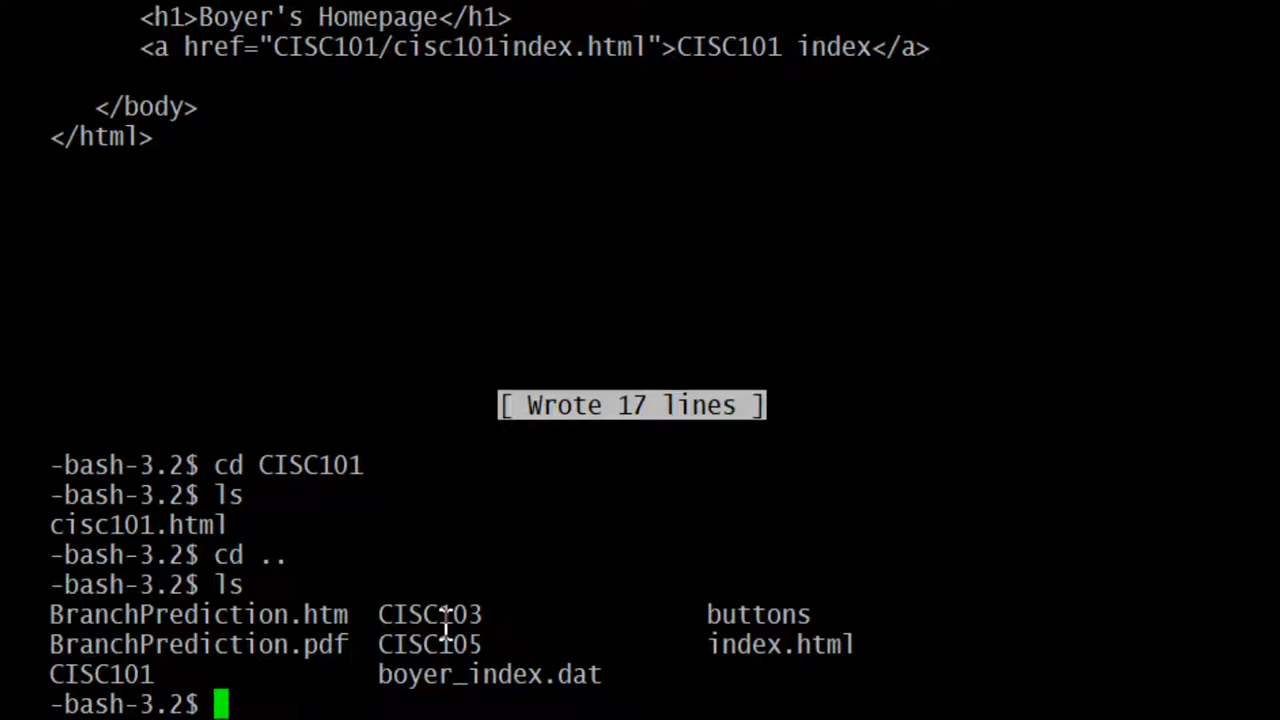 <h1>Boyer's Homepage</h1>
<a href="CISC101/cisc101index.html">CISC101 index</a>
</body>
</html>
[ Wrote 17 lines ]
-bash-3.2$ cd CISC101
-bash-3.2$ ls
cisc101.html
-bash-3.2$ cd ..
-bash-3.2$ ls
BranchPrediction.htm CISC103 buttons
BranchPrediction.pdf CISC105 index.html
CISC101 boyer_index.dat
-bash-3.2$